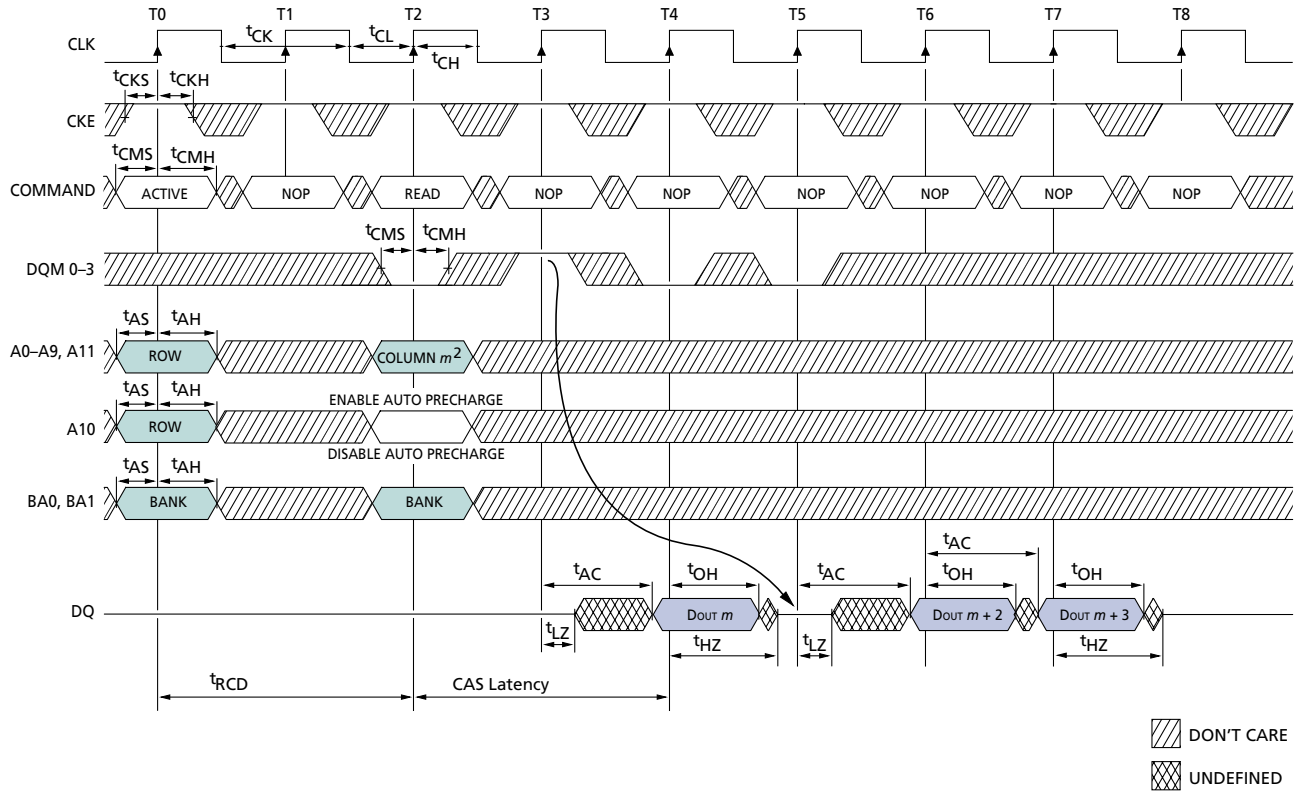 T0 T1 T2 T3 T4 T5 T6 T7 T8
CLK
tCK tCL
tCH
tCKS tCKH
CKE
tCMS tCMH
COMMAND ACTIVE NOP READ NOP NOP NOP NOP NOP NOP
tCMS tCMH
DQM 0–3
tAS tAH
A0–A9, A11 ROW COLUMN m2
tAS tAH ENABLE AUTO PRECHARGE
A10 ROW
DISABLE AUTO PRECHARGE
tAS tAH
BA0, BA1 BANK BANK
tAC
tAC tOH tAC tOH tOH
DQ DOUT m DOUT m + 2 DOUT m + 3
tLZ tHZ tLZ tHZ
tRCD CAS Latency
DON'T CARE
UNDEFINED